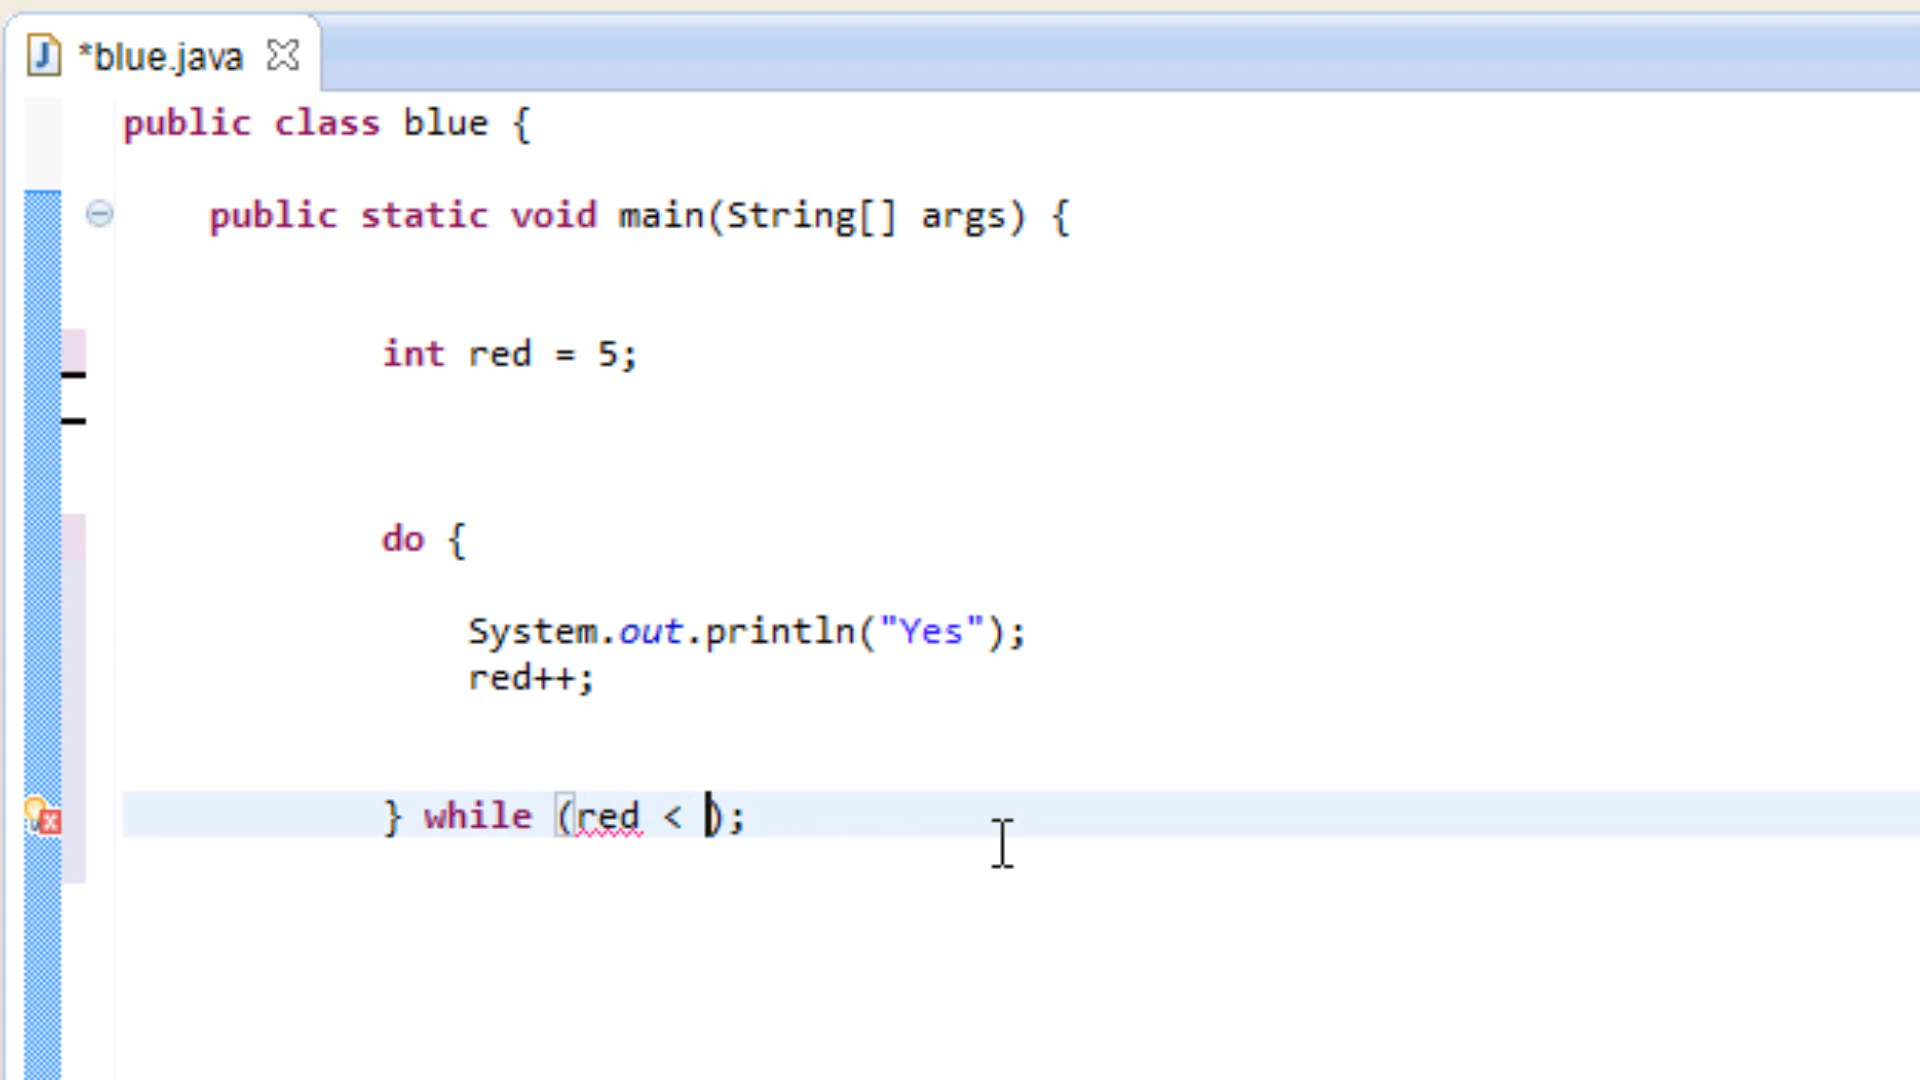 *blue.java
public class blue {
public static void main(String[] args) {
int red = 5;
do {
System.out.println("Yes");
red++;
} while (red < );